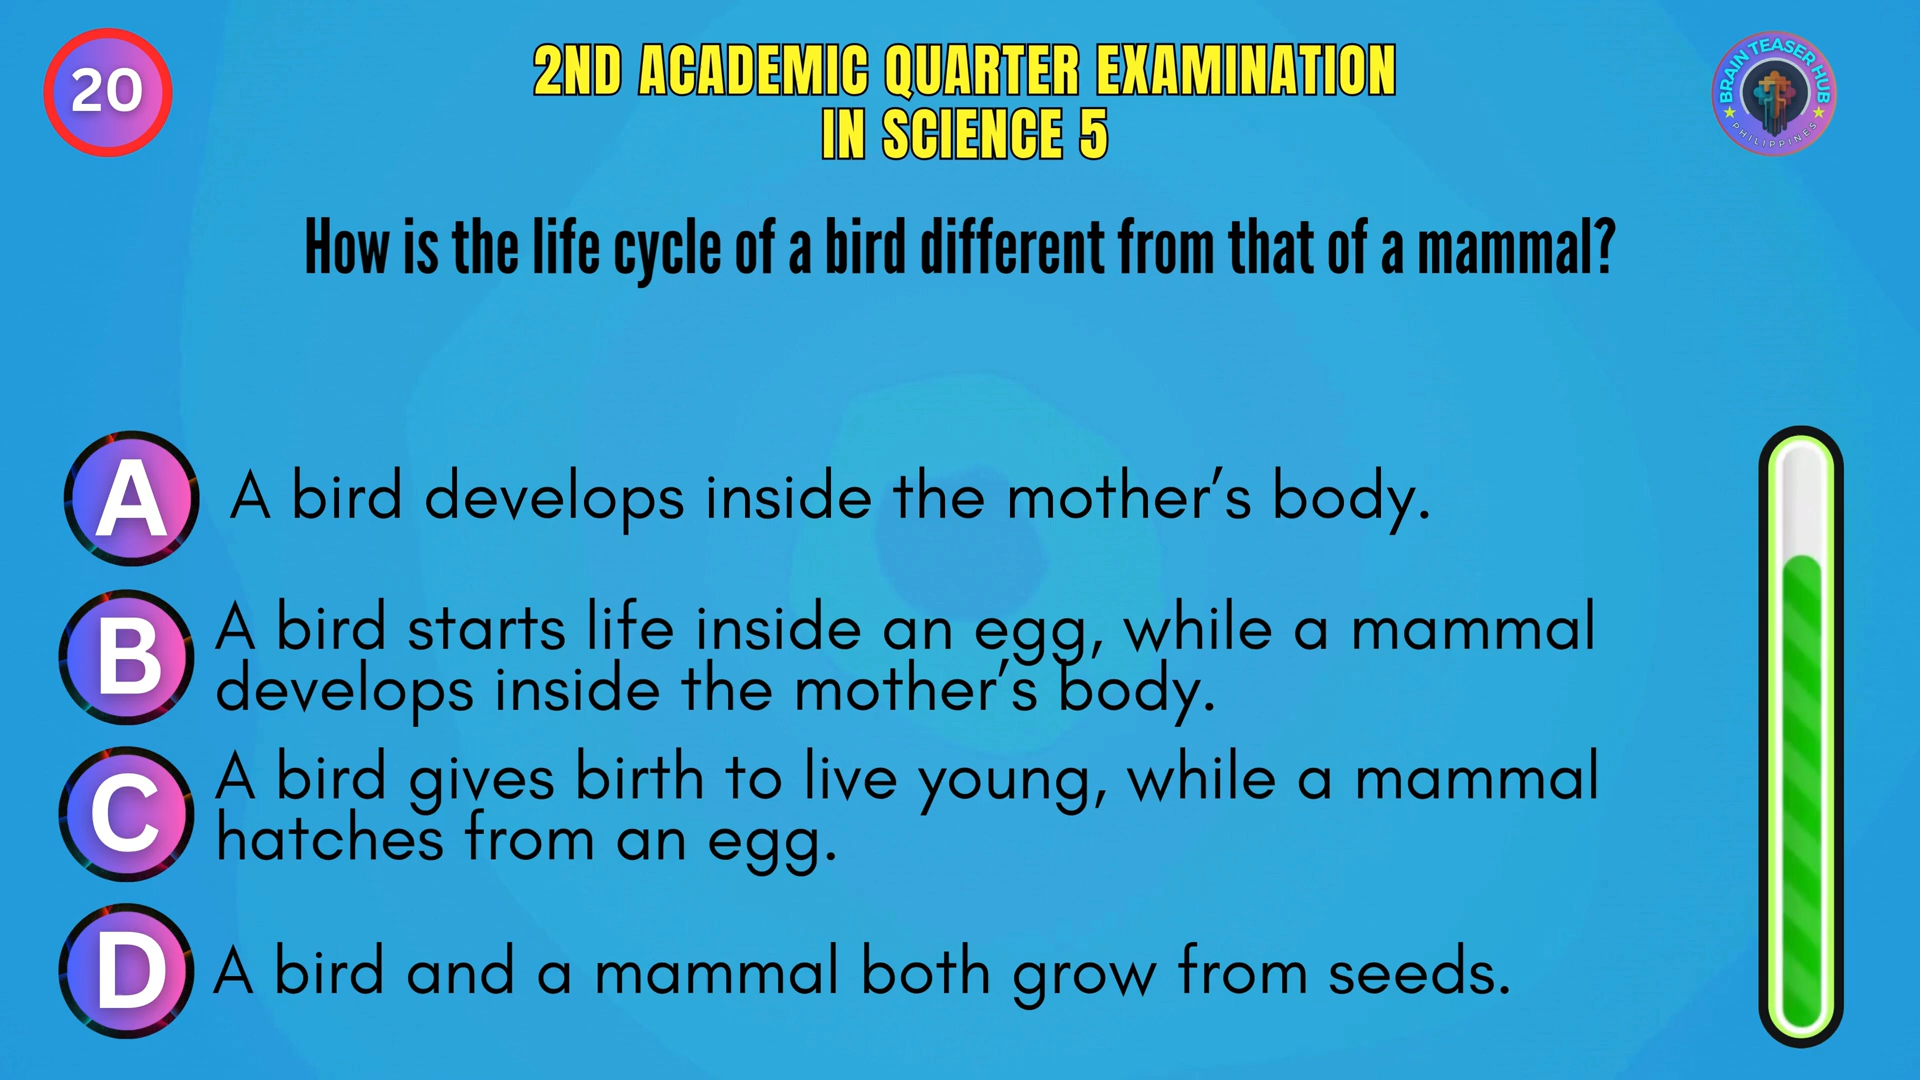 20
2ND ACADEMIC QUARTER EXAMINATION
IN SCIENCE 5
BRAIN TEASER HUB
PHILIPPINES
How is the life cycle of a bird different from that of a mammal?
A A bird develops inside the mother’s body.
B A bird starts life inside an egg, while a mammal
develops inside the mother’s body.
C A bird gives birth to live young, while a mammal
hatches from an egg.
D A bird and a mammal both grow from seeds.